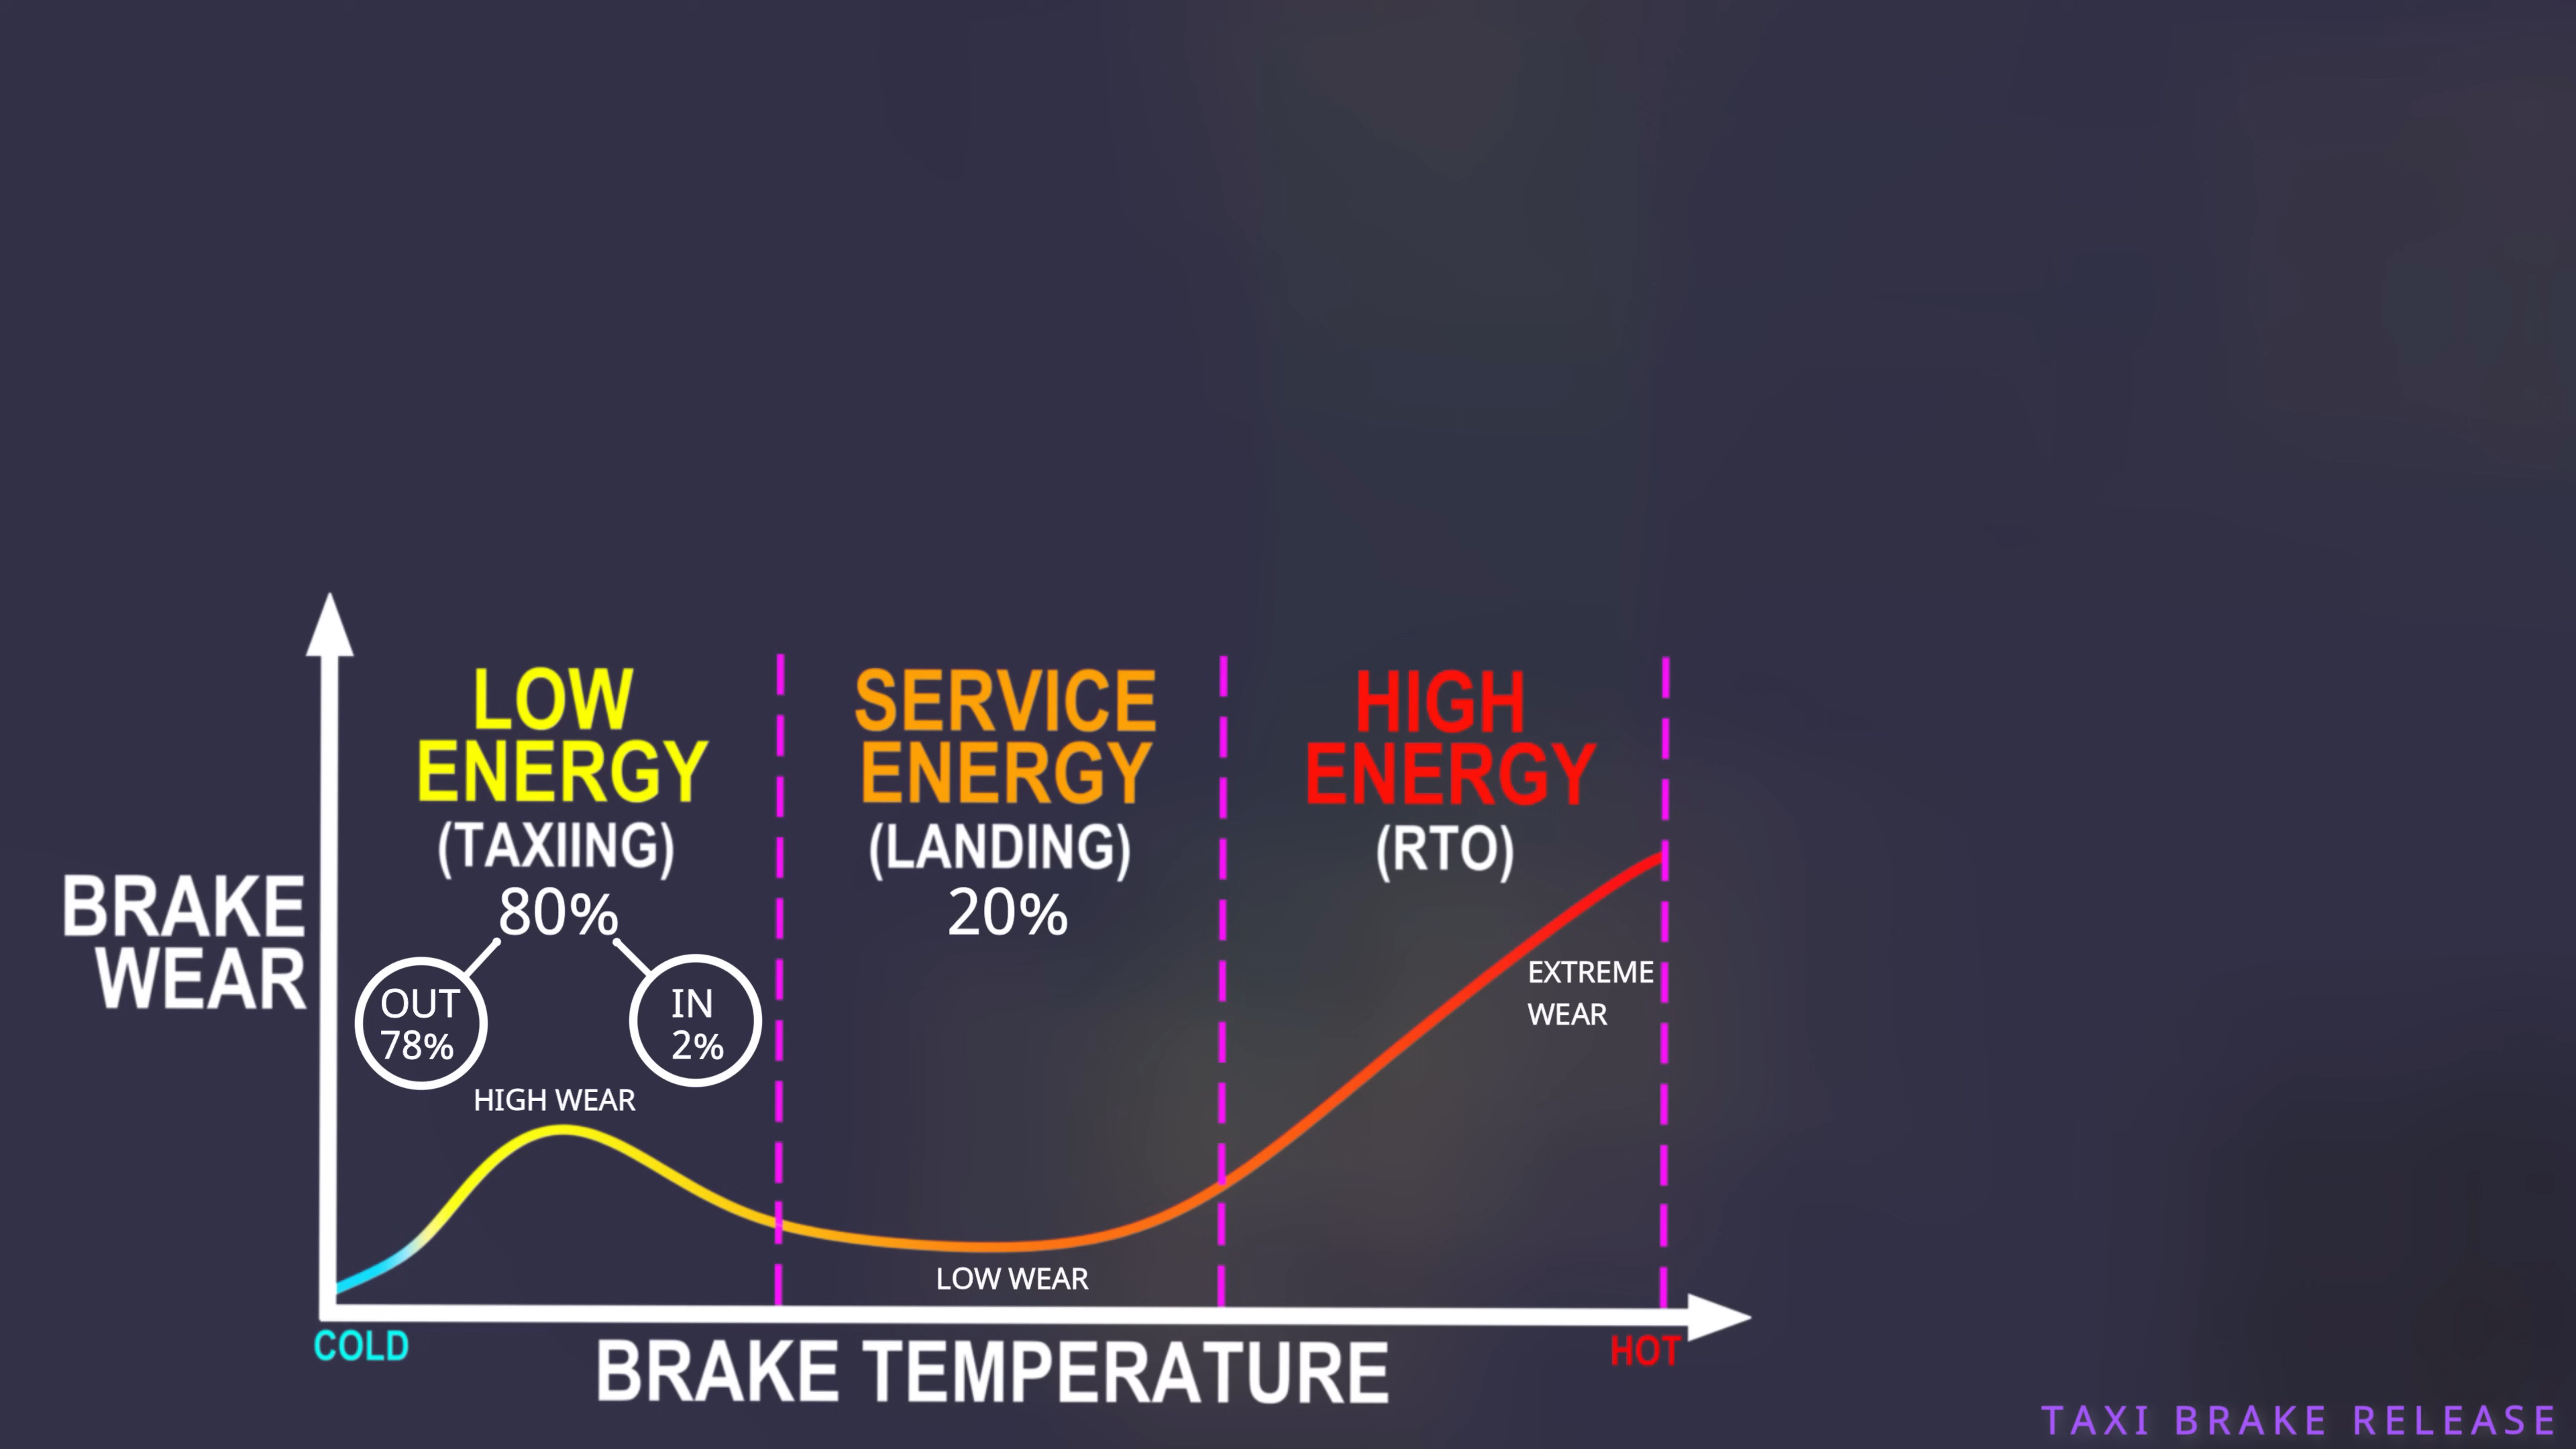 LOW
ENERGY
(TAXIING)
80%
OUT
78%
IN
2%
HIGH WEAR
SERVICE
ENERGY
(LANDING)
20%
LOW WEAR
HIGH
ENERGY
(RTO)
EXTREME
WEAR
BRAKE
WEAR
COLD
HOT
BRAKE TEMPERATURE
TAXI BRAKE RELEASE